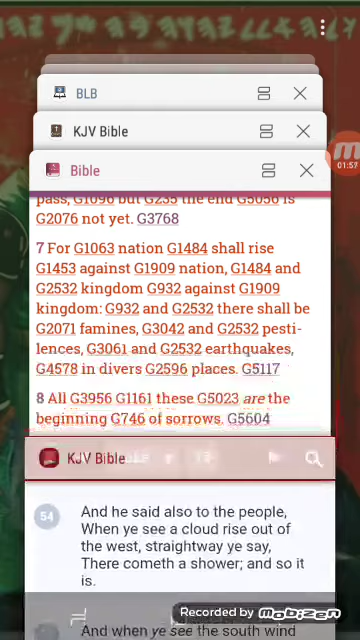 BLB
KJV Bible
01:57
Bible
pass, G1096 but G235 the end G5056 is
G2076 not yet. G3768
7 For G1063 nation G1484 shall rise
G1453 against G1909 nation, G1484 and
G2532 kingdom G932 against G1909
kingdom: G932 and G2532 there shall be
G2071 famines, G3042 and G2532 pesti-
lences, G3061 and G2532 earthquakes,
G4578 in divers G2596 places. G5117
8 All G3956 G1161 these G5023 are the
beginning G746 of sorrows. G5604
KJV Bible
54 And he said also to the people,
When ye see a cloud rise out of
the west, straightway ye say,
There cometh a shower; and so it
is.
And when ye see the south wind
Recorded by mobizen